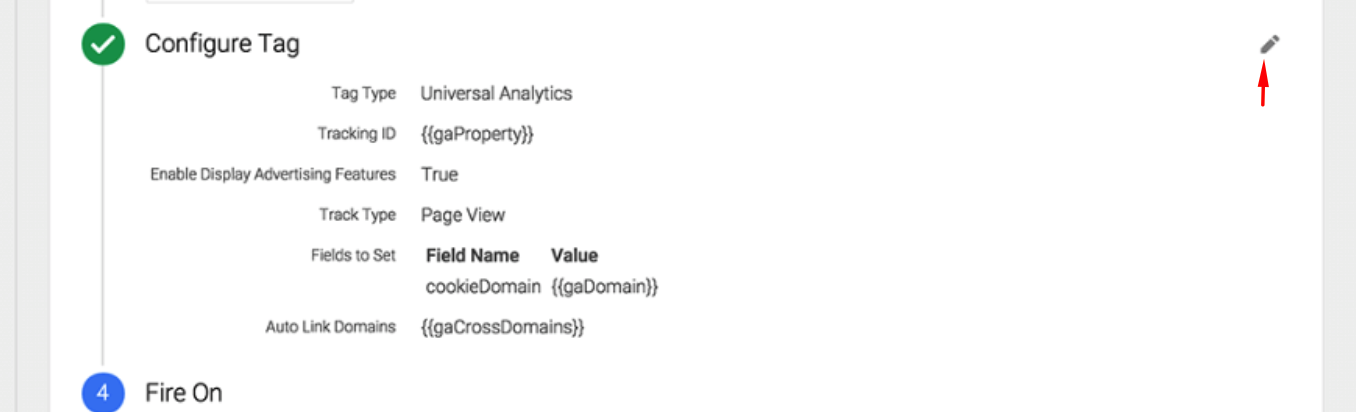 Configure Tag
Tag Type Universal Analytics
Tracking ID {{gaProperty}}
Enable Display Advertising Features True
Track Type Page View
Fields to Set Field Name Value
cookieDomain {{gaDomain}}
Auto Link Domains {{gaCrossDomains}}
4 Fire On